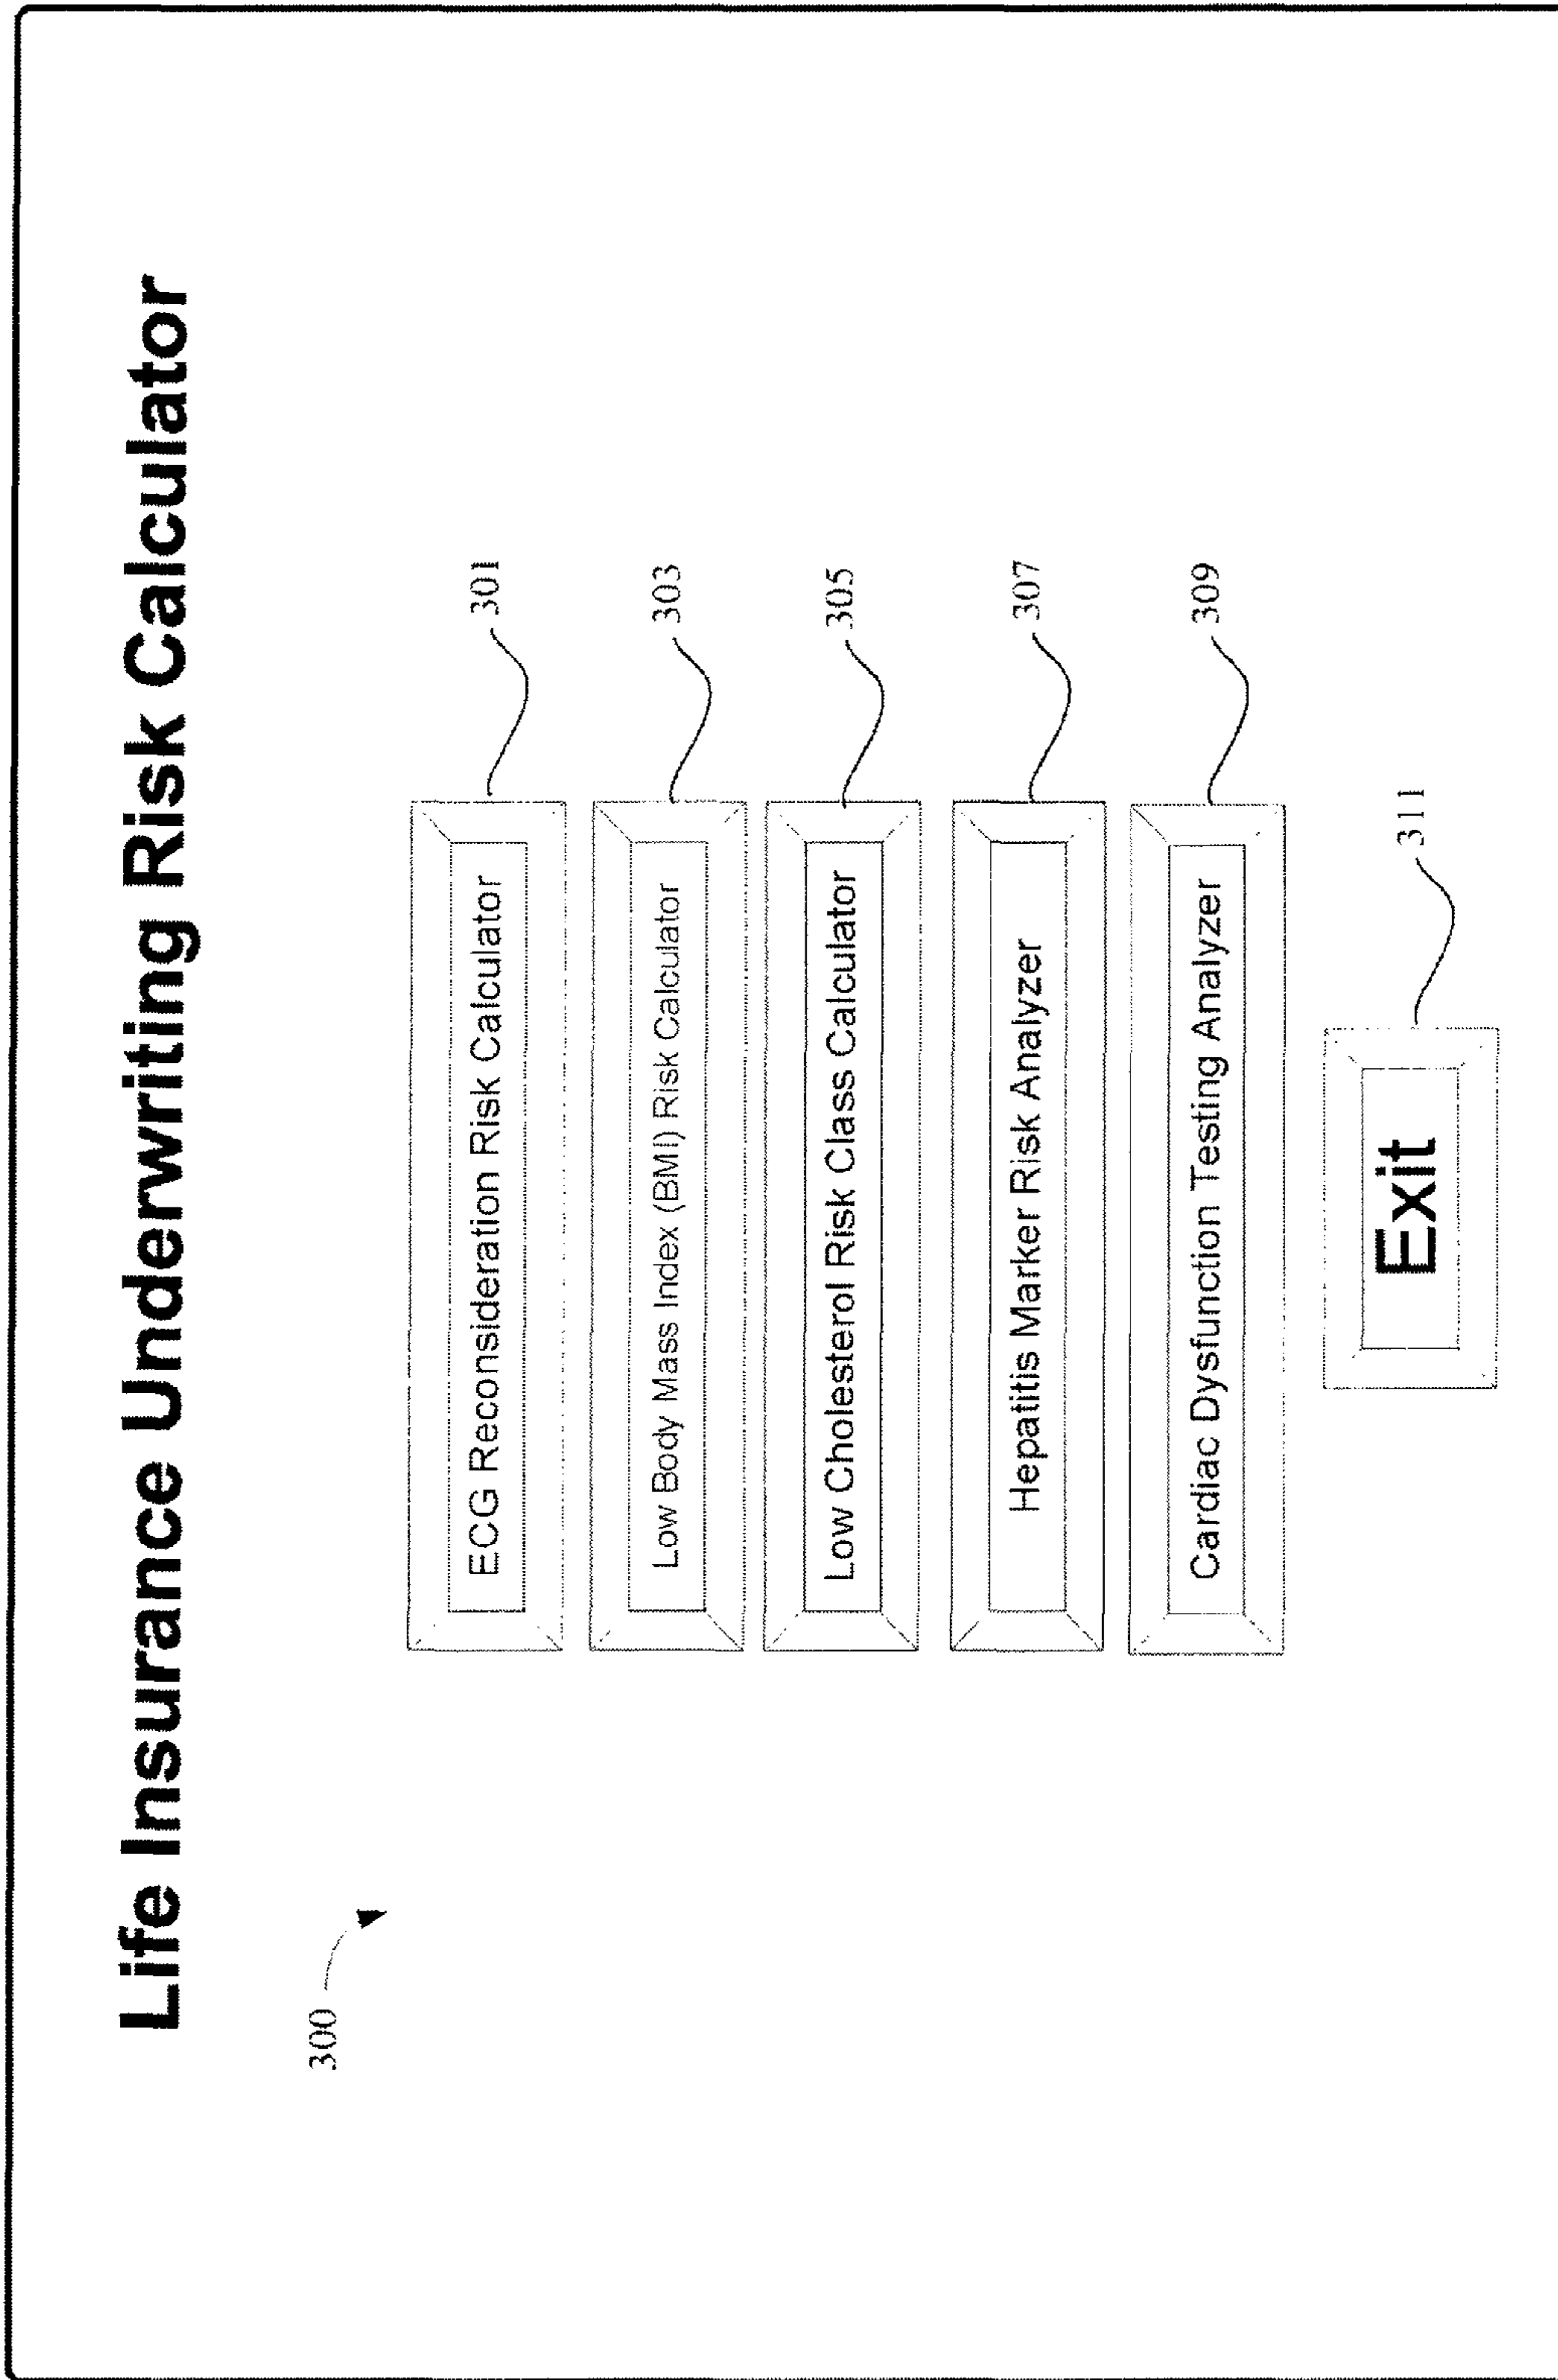 Life Insurance Underwriting Risk Calculator
300
ECG Reconsideration Risk Calculator
301
Low Body Mass Index (BMI) Risk Calculator
303
Low Cholesterol Risk Class Calculator
305
Hepatitis Marker Risk Analyzer
307
Cardiac Dysfunction Testing Analyzer
309
Exit
311